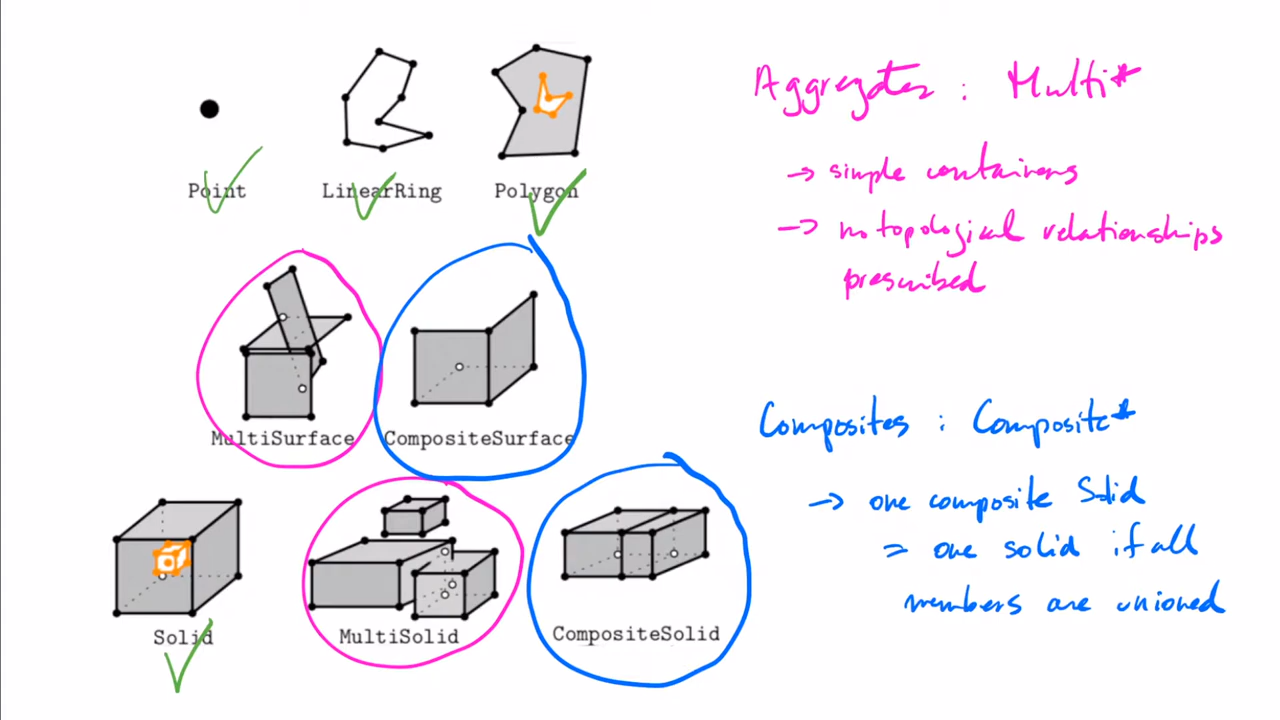 Point
LinearRing
Polygon
MultiSurface
CompositeSurface
Solid
MultiSolid
CompositeSolid
Aggregates : Multi*
→ simple containers
→ no topological relationships
prescribed
Composites : Composite*
→ one composite Solid
= one solid if all
members are unioned